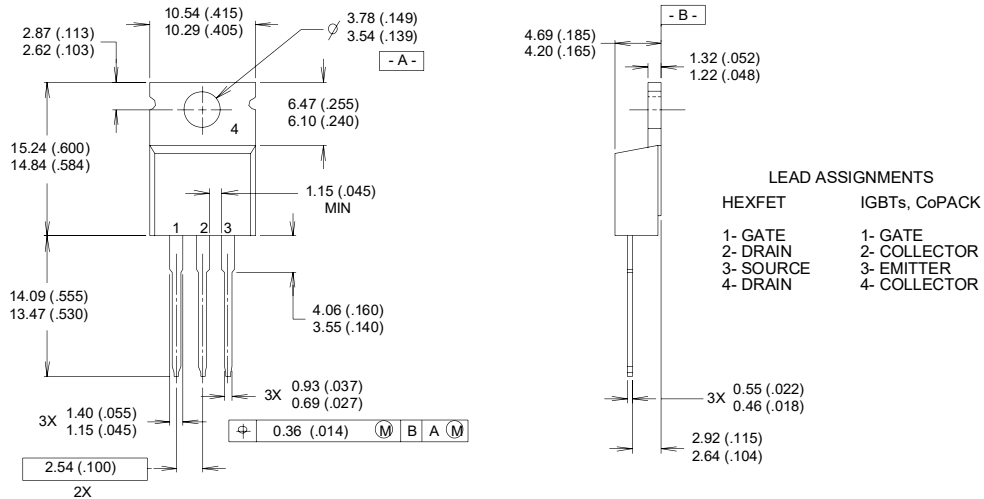 10.54 (.415)
10.29 (.405)
2.87 (.113)
2.62 (.103)
3.78 (.149)
3.54 (.139)
- A -
6.47 (.255)
6.10 (.240)
4
15.24 (.600)
14.84 (.584)
1.15 (.045)
MIN
1 2 3
14.09 (.555)
13.47 (.530)
4.06 (.160)
3.55 (.140)
3X 0.93 (.037)
0.69 (.027)
3X 1.40 (.055)
1.15 (.045)
0.36 (.014) Ⓜ B A Ⓜ
2.54 (.100)
2X
- B -
4.69 (.185)
4.20 (.165)
1.32 (.052)
1.22 (.048)
3X 0.55 (.022)
0.46 (.018)
2.92 (.115)
2.64 (.104)
LEAD ASSIGNMENTS
HEXFET
1- GATE
2- DRAIN
3- SOURCE
4- DRAIN
IGBTs, CoPACK
1- GATE
2- COLLECTOR
3- EMITTER
4- COLLECTOR